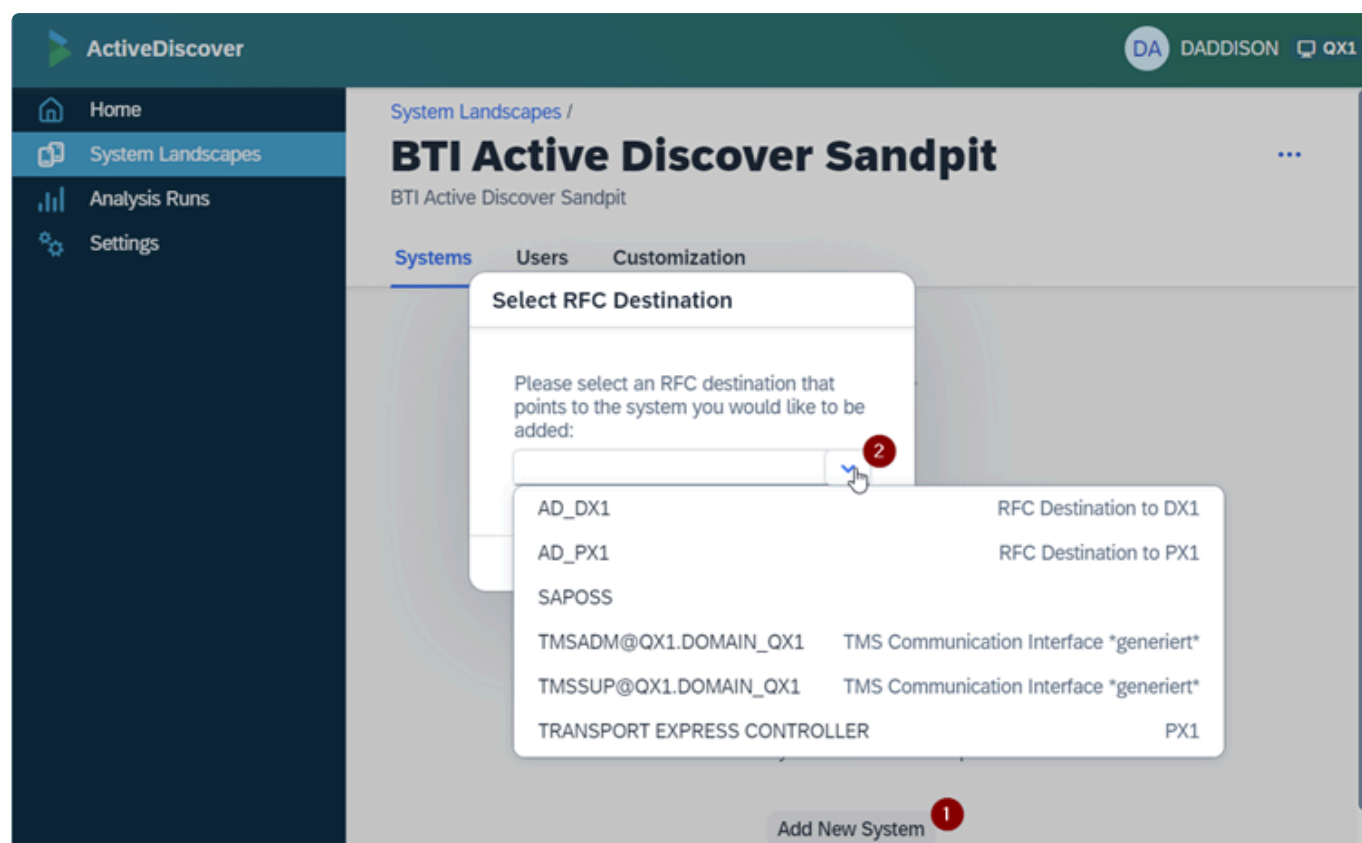 ActiveDiscover
DA DADDISON QX1
Home
System Landscapes
Analysis Runs
Settings
System Landscapes /
BTI Active Discover Sandpit
BTI Active Discover Sandpit
Systems Users Customization
Select RFC Destination
Please select an RFC destination that
points to the system you would like to be
added:
2
AD_DX1 RFC Destination to DX1
AD_PX1 RFC Destination to PX1
SAPOSS
TMSADM@QX1.DOMAIN_QX1 TMS Communication Interface *generiert*
TMSSUP@QX1.DOMAIN_QX1 TMS Communication Interface *generiert*
TRANSPORT EXPRESS CONTROLLER PX1
Add New System 1